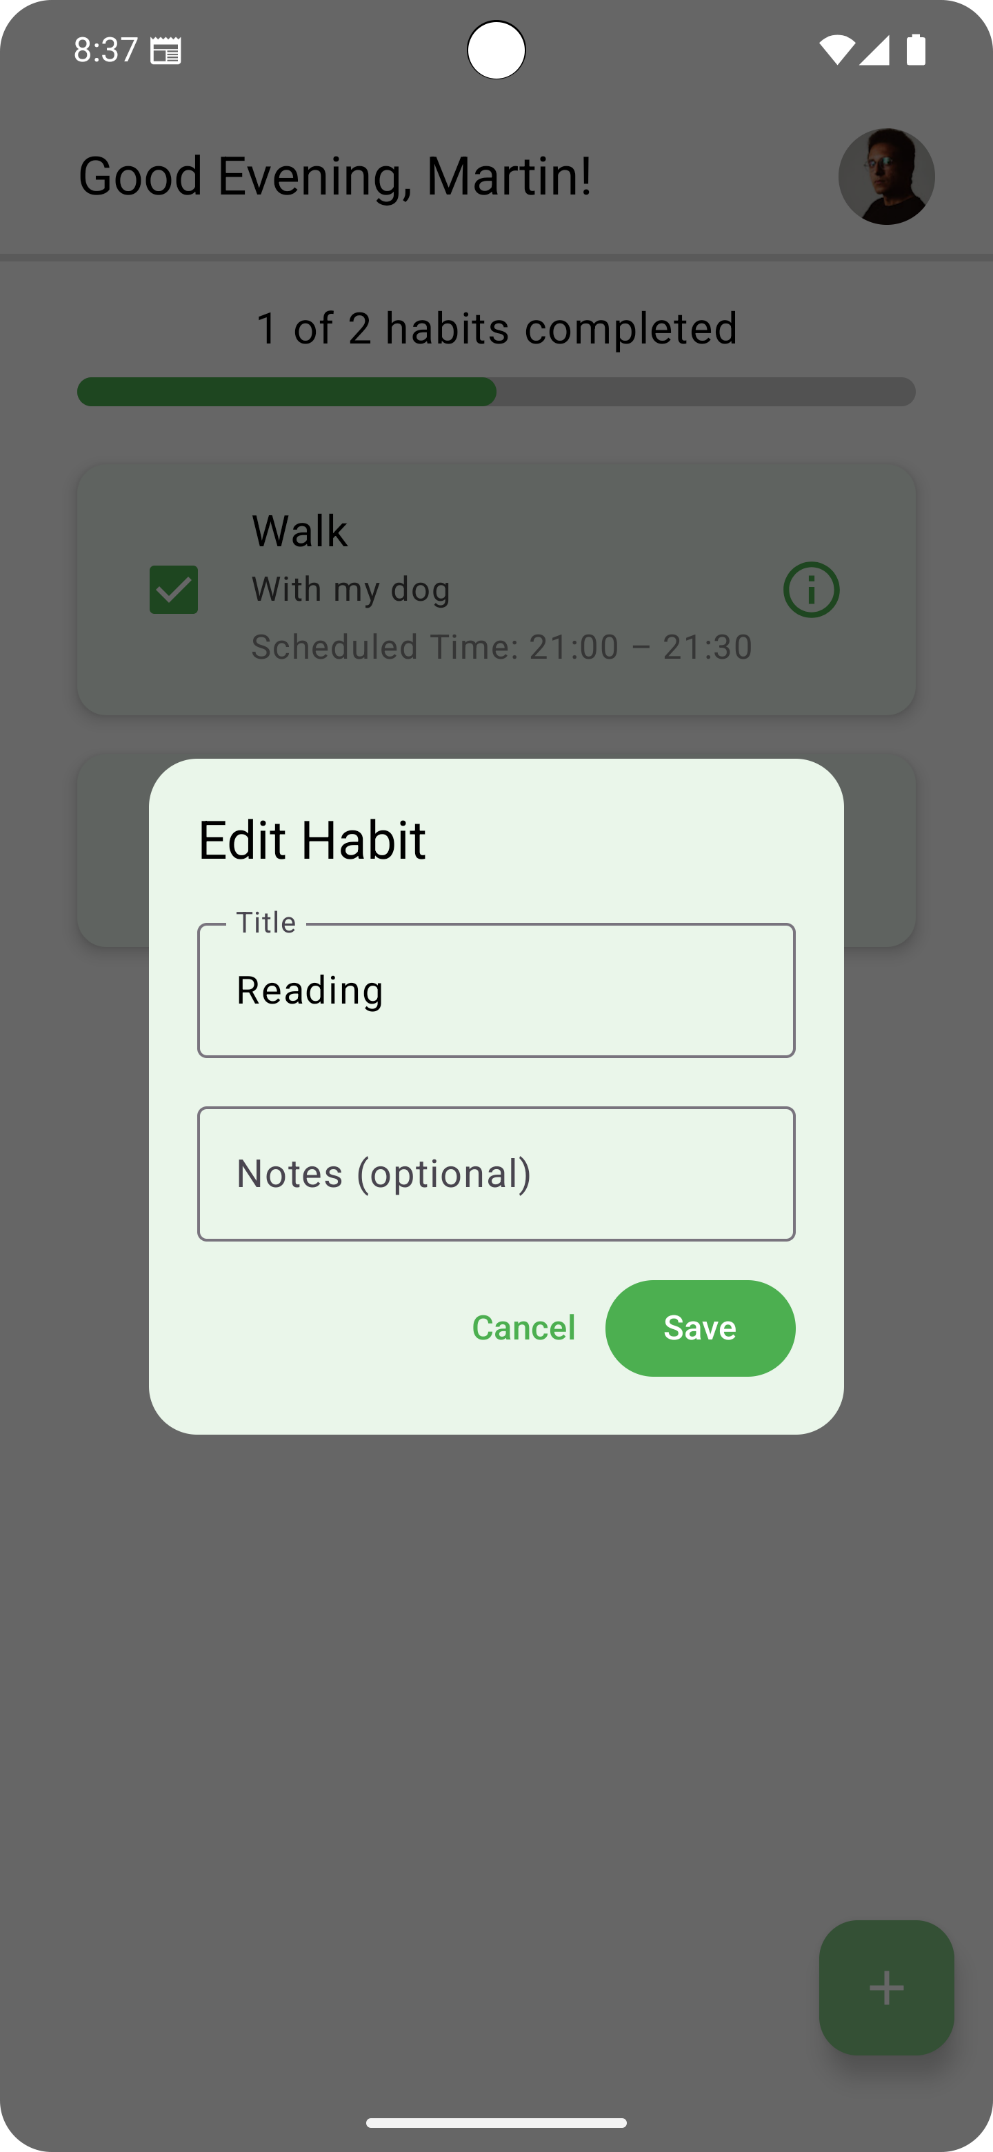 8:37
Good Evening, Martin!
1 of 2 habits completed
Walk
With my dog
Scheduled Time: 21:00 – 21:30
Edit Habit
Title
Reading
Notes (optional)
Cancel
Save